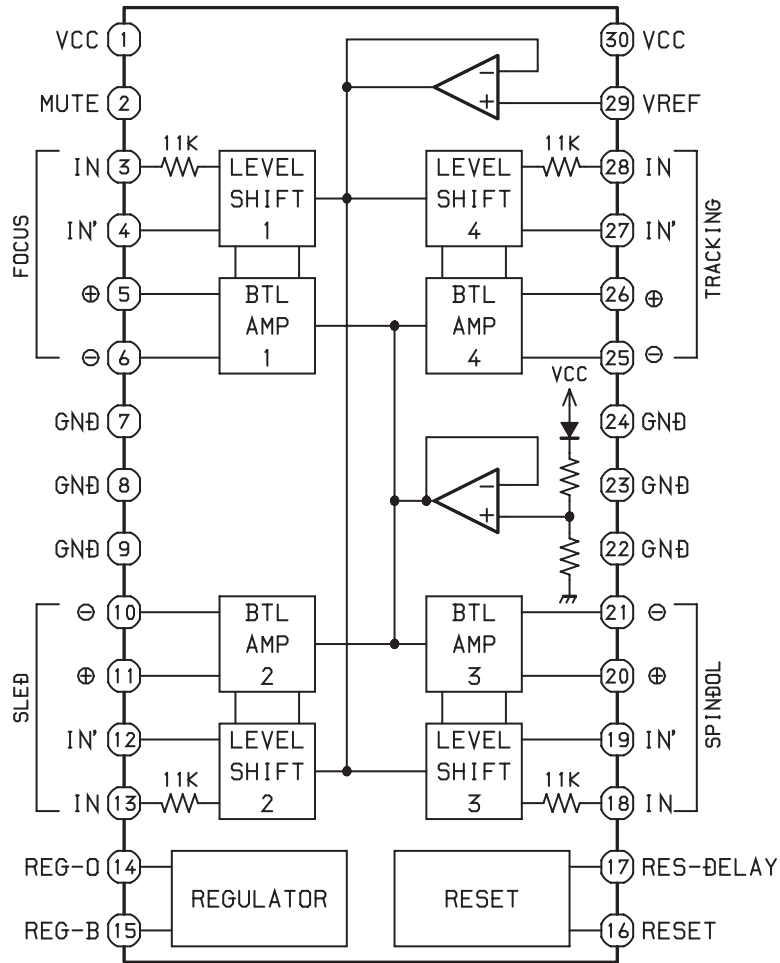 1 VCC
30 VCC
2 MUTE
29 VREF
11K
11K
3 IN
LEVEL
SHIFT
1
LEVEL
SHIFT
4
28 IN
4 IN'
27 IN'
FOCUS
TRACKING
5 ⊕
BTL
AMP
1
BTL
AMP
4
26 ⊕
6 ⊖
25 ⊖
−
+
VCC
7 GND
24 GND
8 GND
23 GND
−
+
9 GND
22 GND
10 ⊖
BTL
AMP
2
BTL
AMP
3
21 ⊖
11 ⊕
20 ⊕
SLED
SPINDOL
12 IN'
LEVEL
SHIFT
2
LEVEL
SHIFT
3
19 IN'
11K
11K
13 IN
18 IN
14 REG-O
REGULATOR
RESET
17 RES-DELAY
15 REG-B
16 RESET